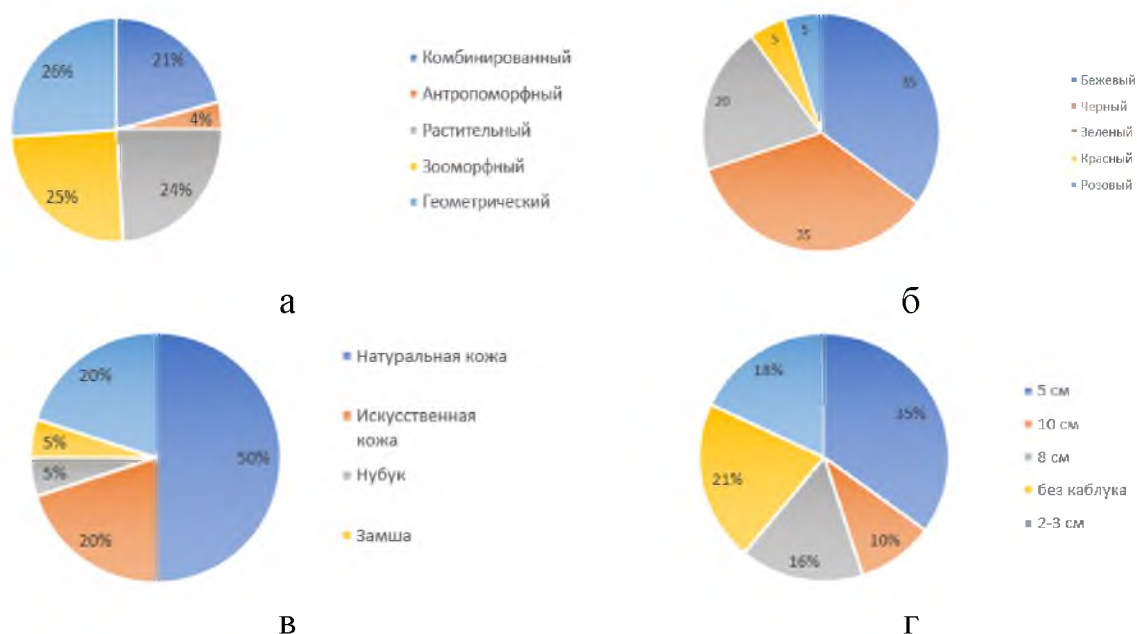 21%
4%
24%
25%
26%
Комбинированный
Антропоморфный
Растительный
Зооморфный
Геометрический
а
35
35
20
5
5
Бежевый
Черный
Зеленый
Красный
Розовый
б
50%
20%
5%
5%
20%
Натуральная кожа
Искусственная
кожа
Нубук
Замша
в
35%
10%
16%
21%
18%
5 см
10 см
8 см
без каблука
2-3 см
г